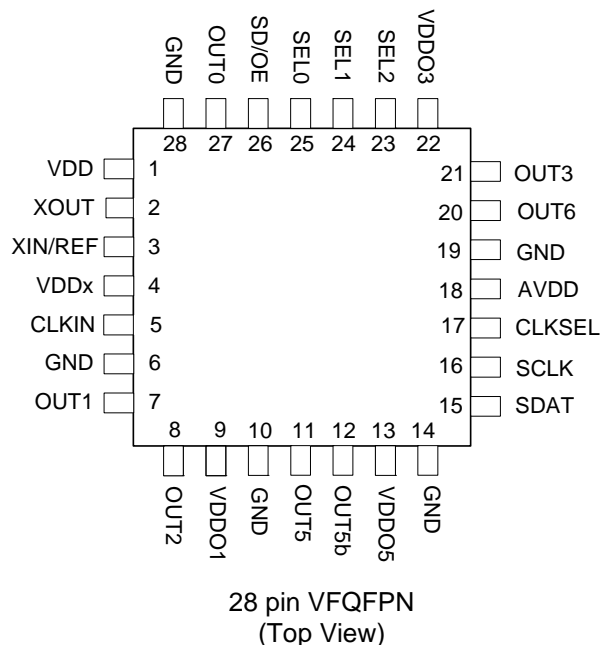 GND
OUT0
SD/OE
SEL0
SEL1
SEL2
VDDO3
28
27
26
25
24
23
22
VDD
1
XOUT
2
XIN/REF
3
VDDx
4
CLKIN
5
GND
6
OUT1
7
21
OUT3
20
OUT6
19
GND
18
AVDD
17
CLKSEL
16
SCLK
15
SDAT
8
9
10
11
12
13
14
OUT2
VDDO1
GND
OUT5
OUT5b
VDDO5
GND
28 pin VFQFPN
(Top View)